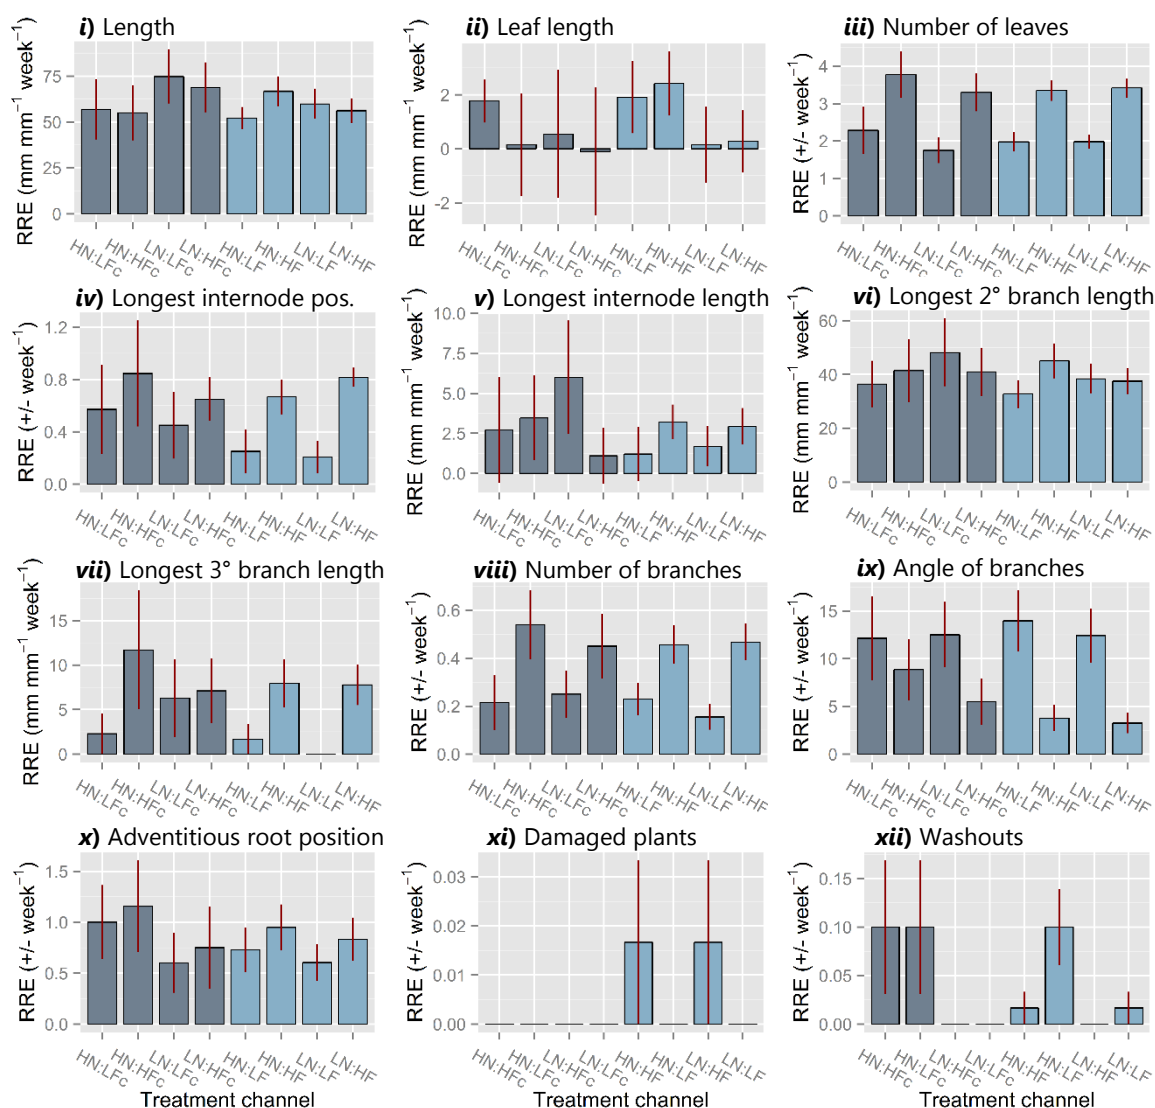 i) Length
RRE (mm mm⁻¹ week⁻¹)
75
50
25
0
HN:LFc
HN:HFc
LN:LFc
LN:HFc
HN:LF
HN:HF
LN:LF
LN:HF
ii) Leaf length
RRE (mm mm⁻¹ week⁻¹)
2
0
-2
HN:LFc
HN:HFc
LN:LFc
LN:HFc
HN:LF
HN:HF
LN:LF
LN:HF
iii) Number of leaves
RRE (+/- week⁻¹)
4
3
2
1
0
HN:LFc
HN:HFc
LN:LFc
LN:HFc
HN:LF
HN:HF
LN:LF
LN:HF
iv) Longest internode pos.
RRE (+/- week⁻¹)
1.2
0.8
0.4
0.0
HN:LFc
HN:HFc
LN:LFc
LN:HFc
HN:LF
HN:HF
LN:LF
LN:HF
v) Longest internode length
RRE (mm mm⁻¹ week⁻¹)
10.0
7.5
5.0
2.5
0.0
HN:LFc
HN:HFc
LN:LFc
LN:HFc
HN:LF
HN:HF
LN:LF
LN:HF
vi) Longest 2° branch length
RRE (mm mm⁻¹ week⁻¹)
60
40
20
0
HN:LFc
HN:HFc
LN:LFc
LN:HFc
HN:LF
HN:HF
LN:LF
LN:HF
vii) Longest 3° branch length
RRE (mm mm⁻¹ week⁻¹)
15
10
5
0
HN:LFc
HN:HFc
LN:LFc
LN:HFc
HN:LF
HN:HF
LN:LF
LN:HF
viii) Number of branches
RRE (+/- week⁻¹)
0.6
0.4
0.2
0.0
HN:LFc
HN:HFc
LN:LFc
LN:HFc
HN:LF
HN:HF
LN:LF
LN:HF
ix) Angle of branches
RRE (+/- week⁻¹)
15
10
5
0
HN:LFc
HN:HFc
LN:LFc
LN:HFc
HN:LF
HN:HF
LN:LF
LN:HF
x) Adventitious root position
RRE (+/- week⁻¹)
1.5
1.0
0.5
0.0
HN:LFc
HN:HFc
LN:LFc
LN:HFc
HN:LF
HN:HF
LN:LF
LN:HF
Treatment channel
xi) Damaged plants
RRE (+/- week⁻¹)
0.03
0.02
0.01
0.00
HN:LFc
HN:HFc
LN:LFc
LN:HFc
HN:LF
HN:HF
LN:LF
LN:HF
Treatment channel
xii) Washouts
RRE (+/- week⁻¹)
0.15
0.10
0.05
0.00
HN:LFc
HN:HFc
LN:LFc
LN:HFc
HN:LF
HN:HF
LN:LF
LN:HF
Treatment channel